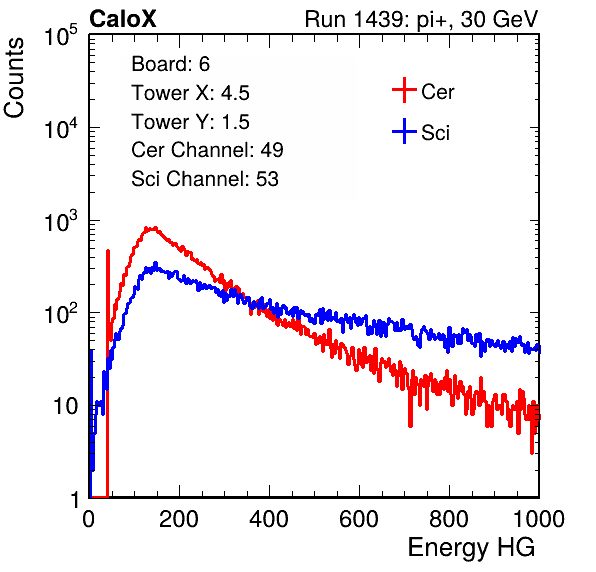 CaloX Run 1439: pi+, 30 GeV
Counts
10^5
10^4
10^3
10^2
10
1
Board: 6
Tower X: 4.5
Tower Y: 1.5
Cer Channel: 49
Sci Channel: 53
Cer
Sci
0 200 400 600 800 1000
Energy HG